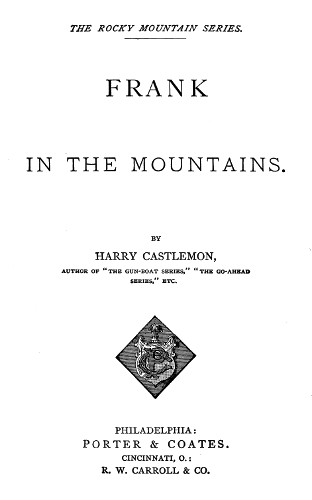 THE ROCKY MOUNTAIN SERIES.
FRANK
IN THE MOUNTAINS.
BY
HARRY CASTLEMON,
AUTHOR OF "THE GUN-BOAT SERIES," "THE GO-AHEAD
SERIES," ETC.
PHILADELPHIA:
PORTER & COATES.
CINCINNATI, O.:
R. W. CARROLL & CO.